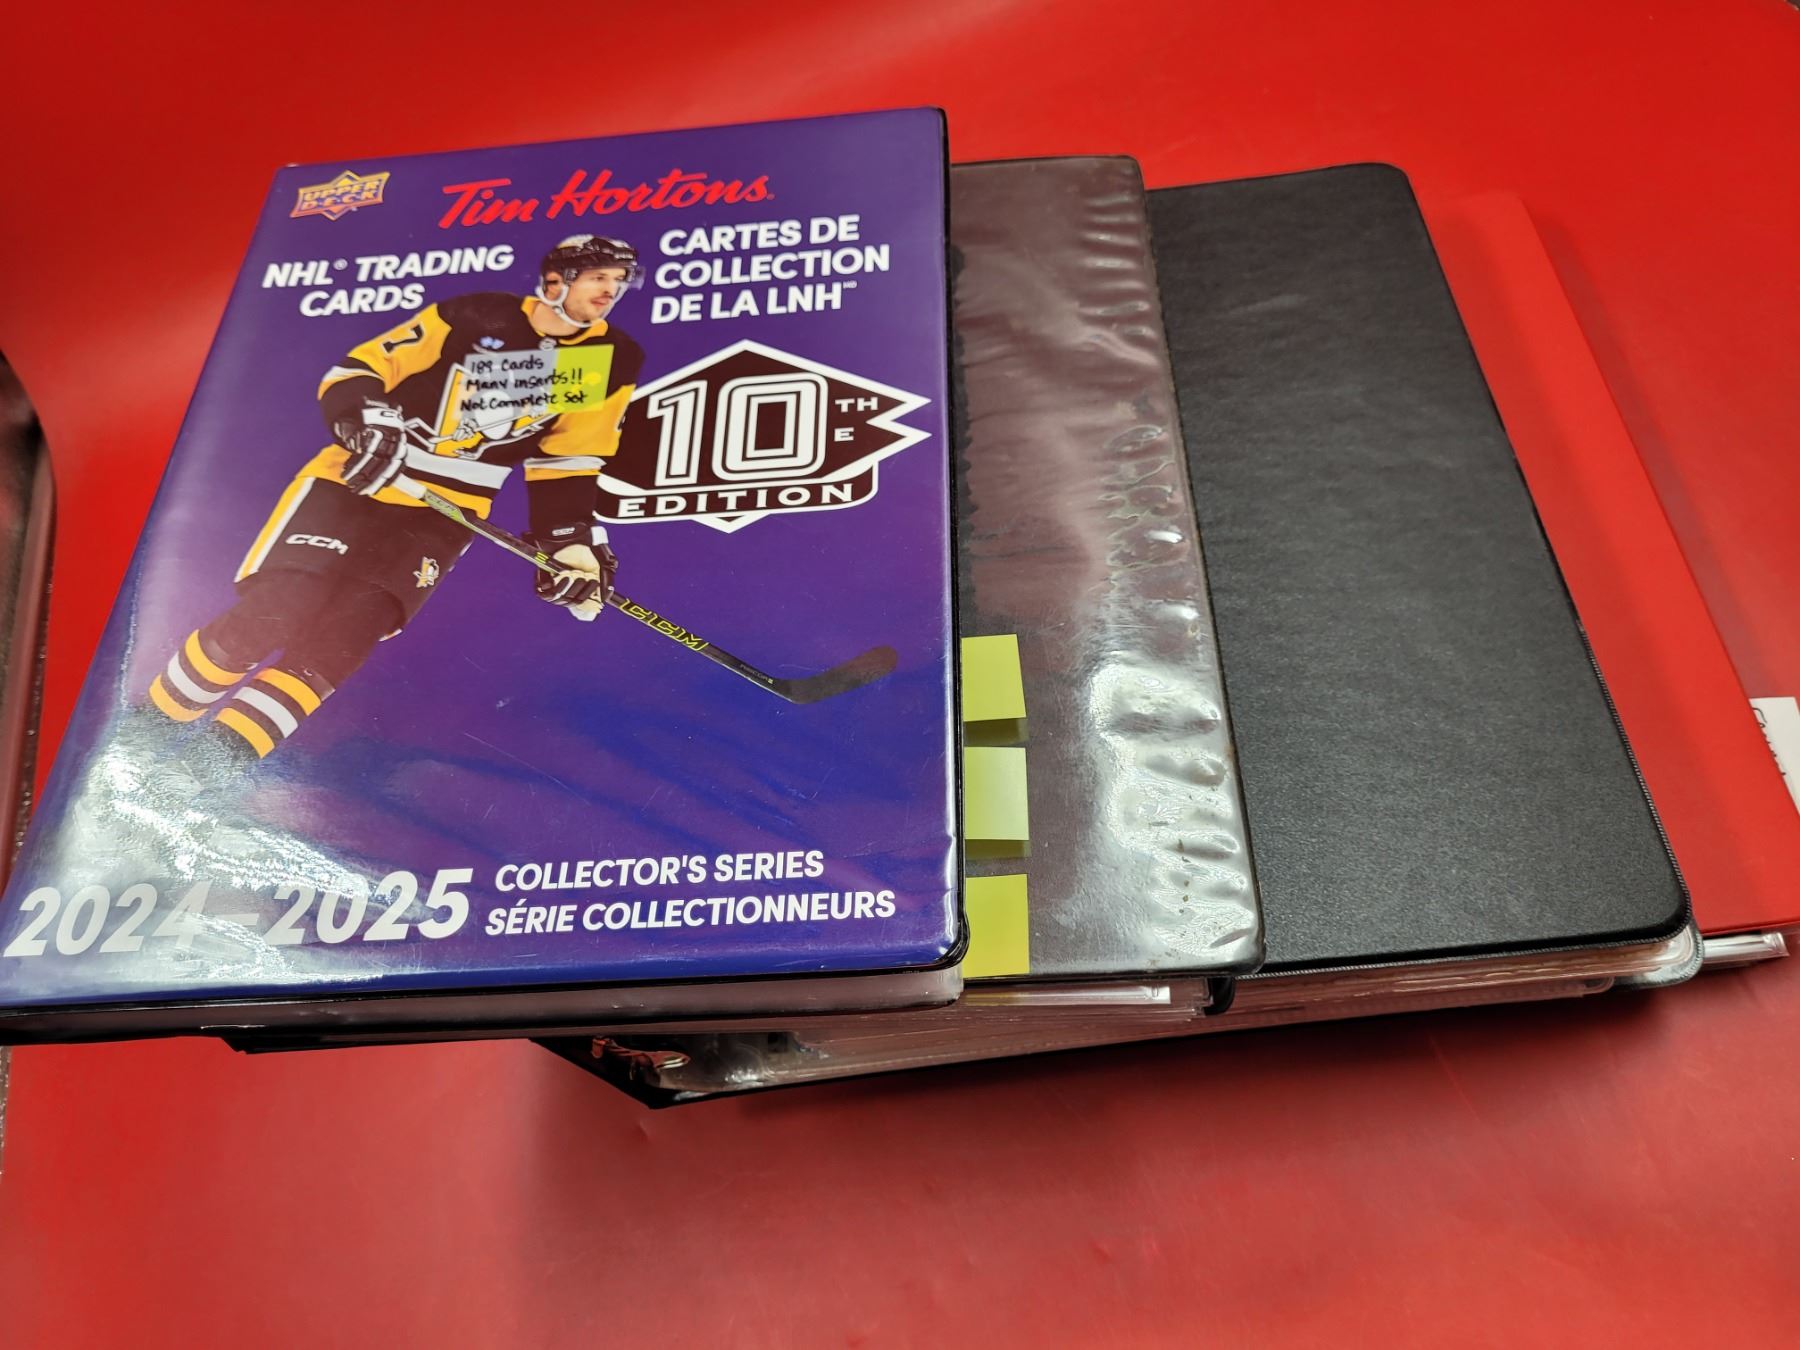 UPPER
D·E·C·K
Tim Hortons®
NHL® TRADING
CARDS
CARTES DE
COLLECTION
DE LA LNH
7
189 Cards
Many inserts!!
Not Complete Set
10TH
E
EDITION
CCM
CCM
2024-2025
COLLECTOR'S SERIES
SÉRIE COLLECTIONNEURS